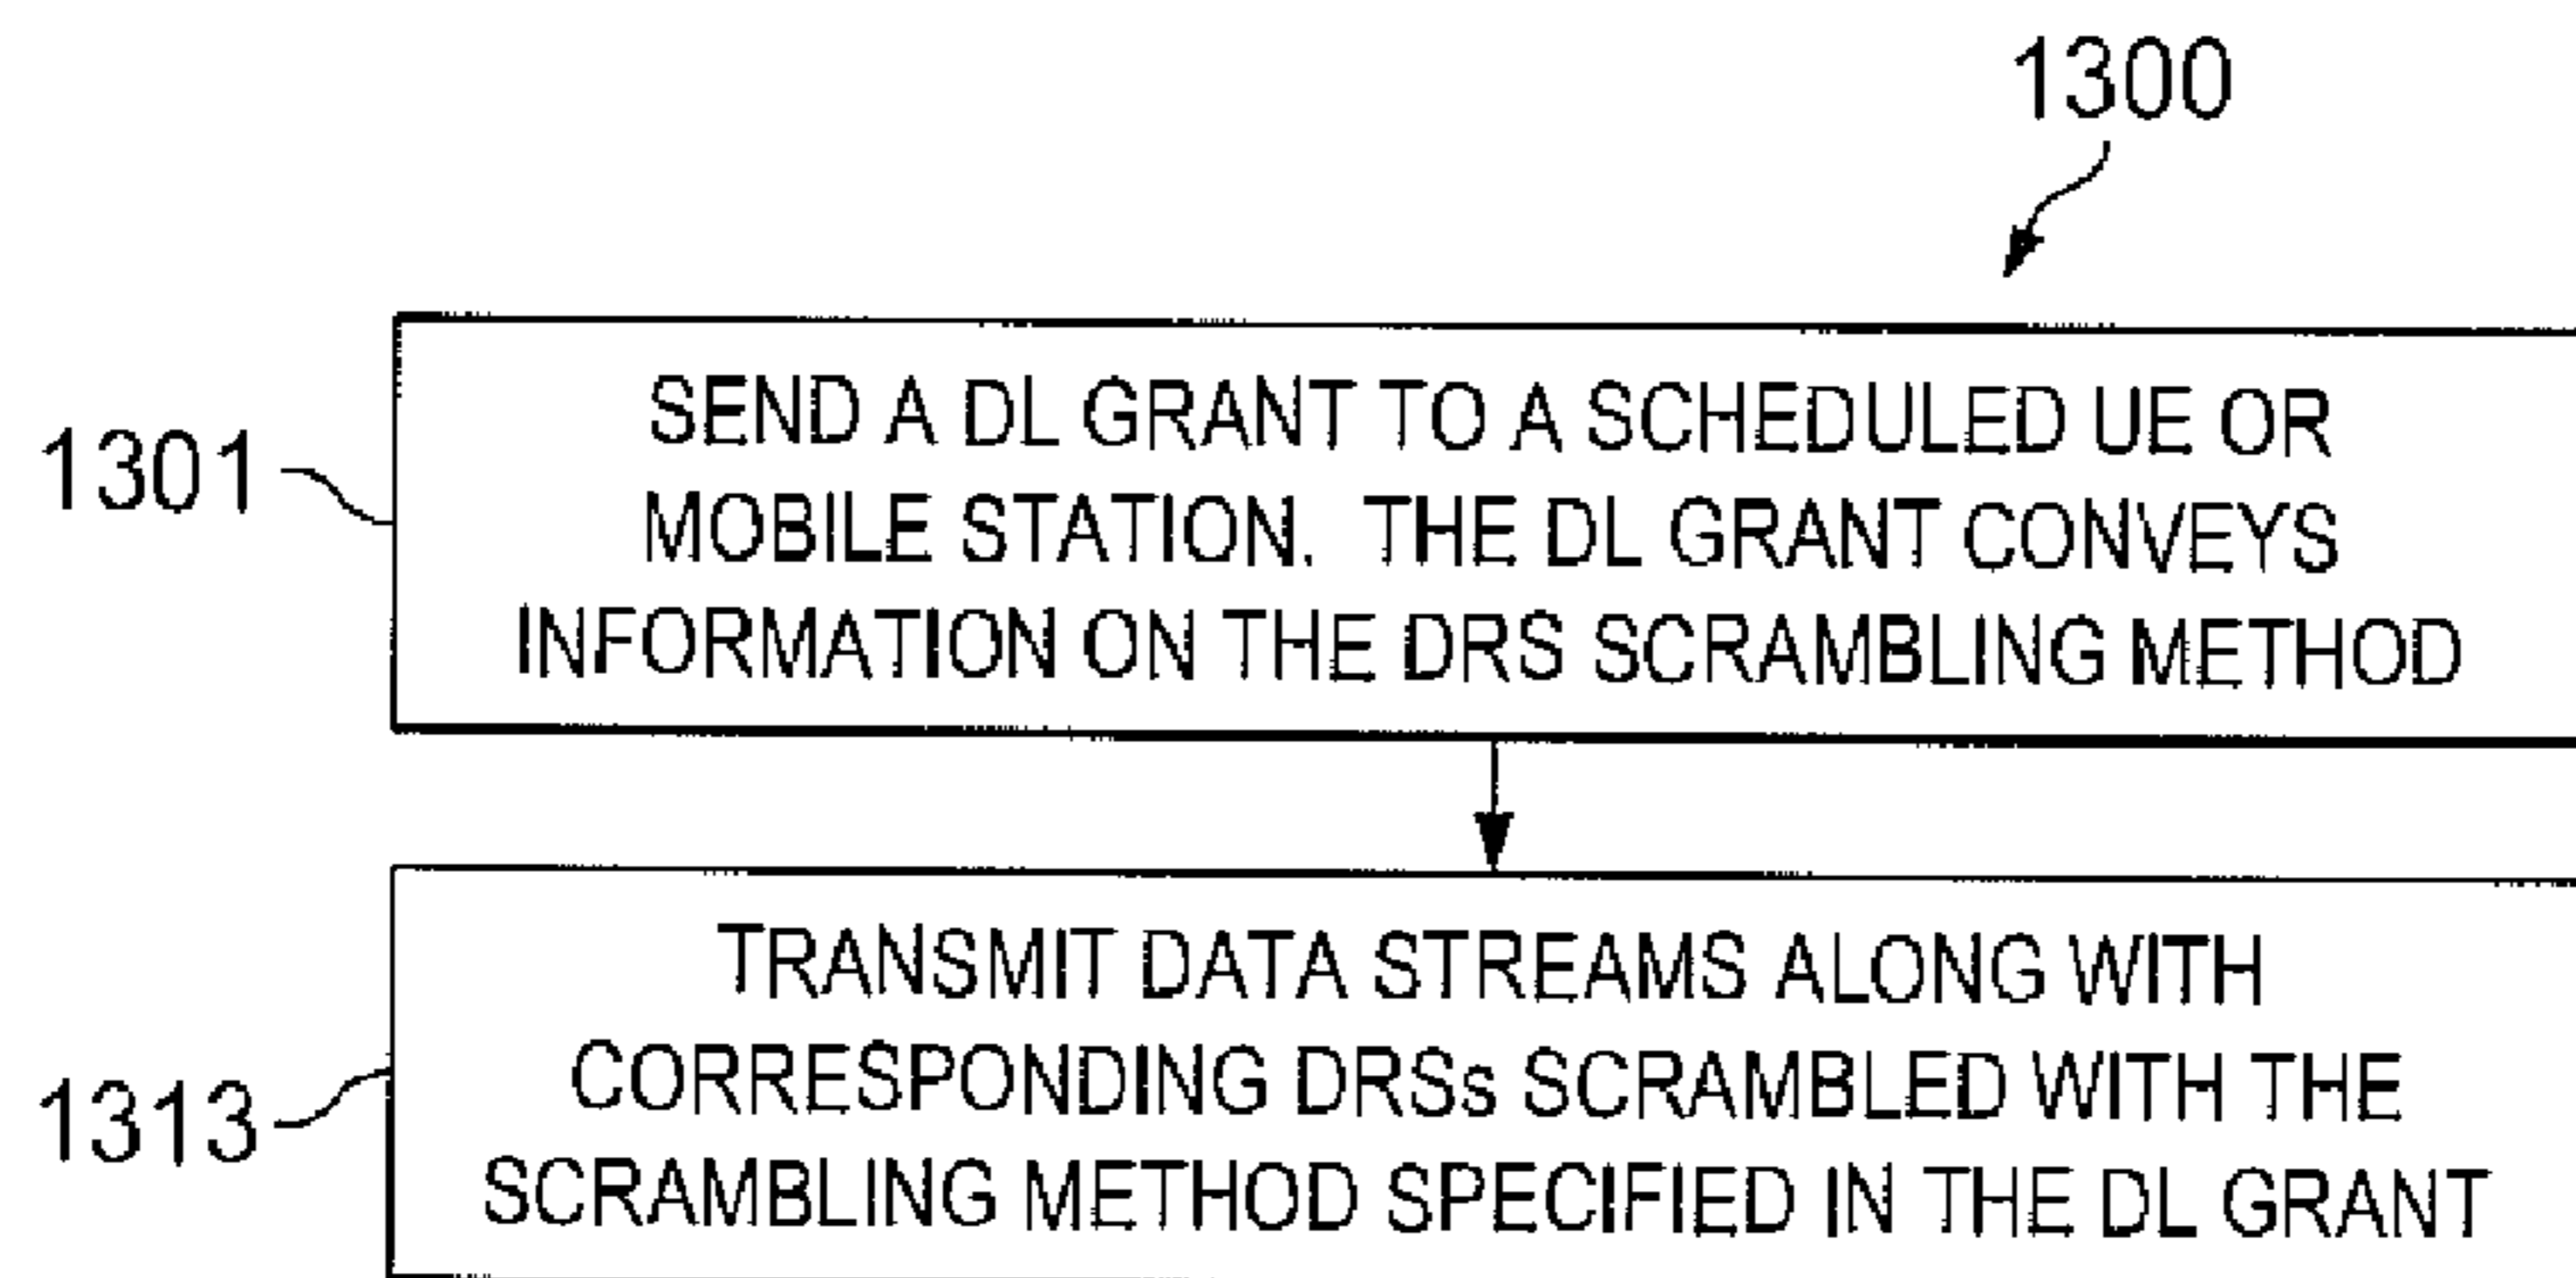 1300
1301
SEND A DL GRANT TO A SCHEDULED UE OR
MOBILE STATION. THE DL GRANT CONVEYS
INFORMATION ON THE DRS SCRAMBLING METHOD
1313
TRANSMIT DATA STREAMS ALONG WITH
CORRESPONDING DRSs SCRAMBLED WITH THE
SCRAMBLING METHOD SPECIFIED IN THE DL GRANT